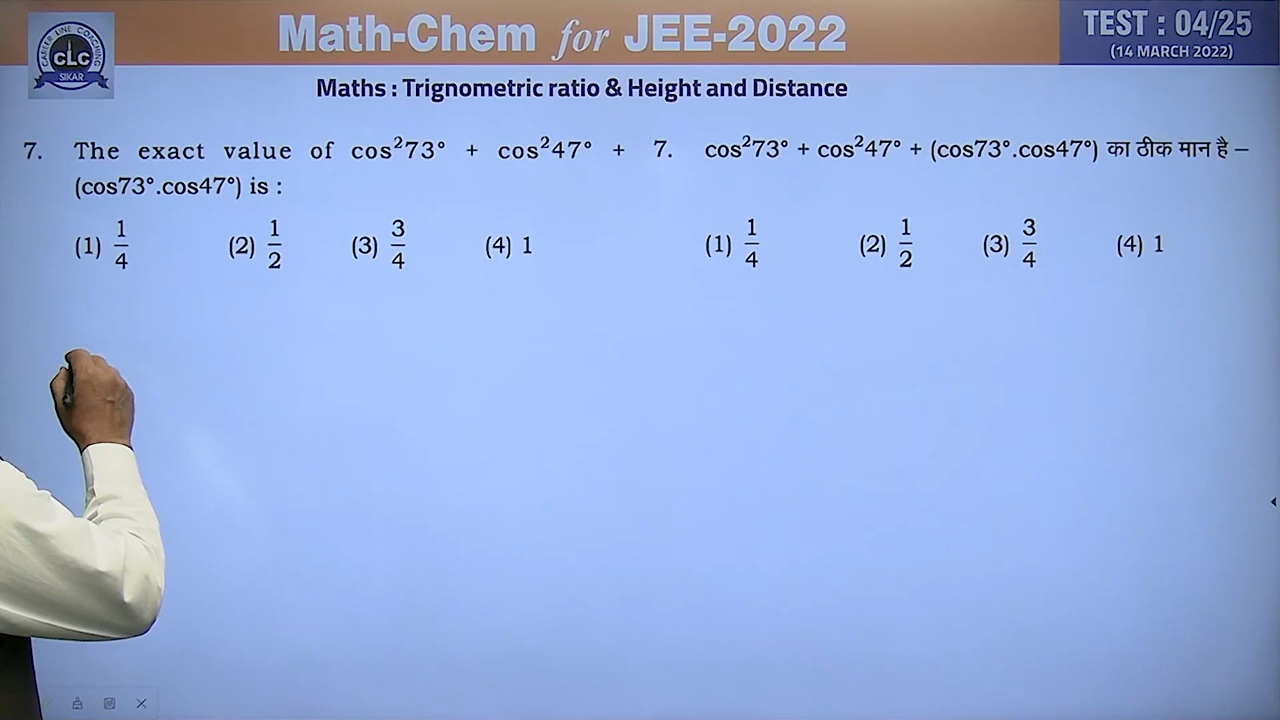 CAREER LINE COACHING
CLC
SIKAR
Math-Chem for JEE-2022
TEST : 04/25
(14 MARCH 2022)
Maths : Trignometric ratio & Height and Distance
7. The exact value of cos²73° + cos²47° +
(cos73°.cos47°) is :
(1) 1/4 (2) 1/2 (3) 3/4 (4) 1
7. cos²73° + cos²47° + (cos73°.cos47°) का ठीक मान है –
(1) 1/4 (2) 1/2 (3) 3/4 (4) 1